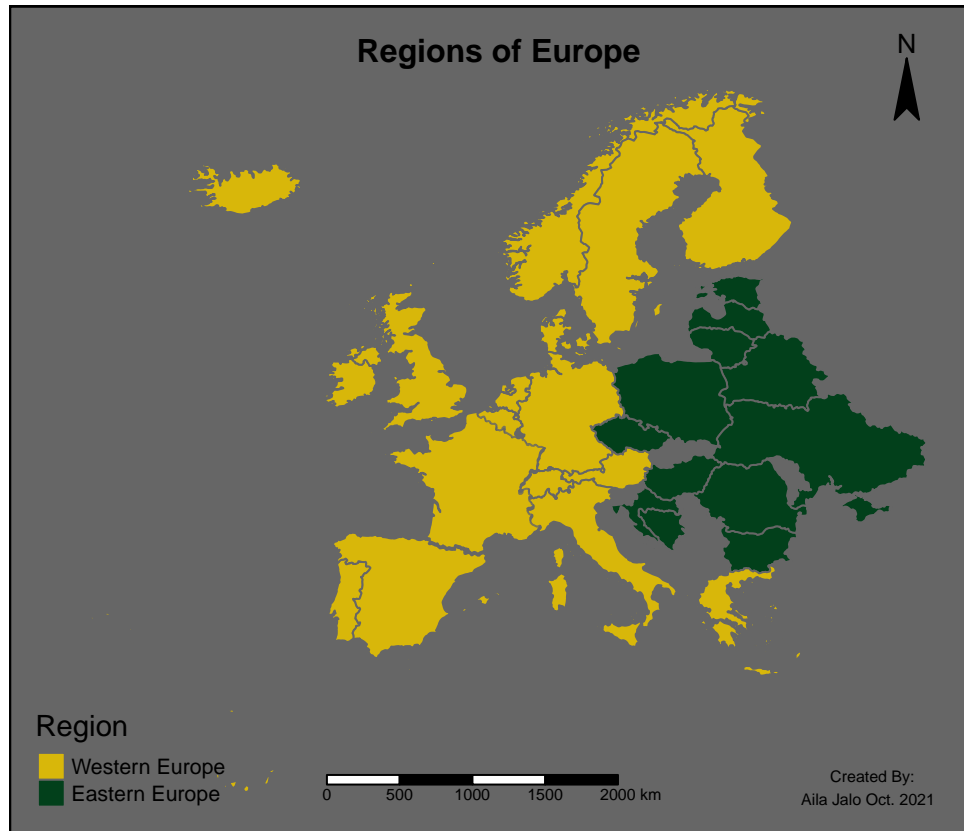 Regions of Europe
N
Region
Western Europe
Eastern Europe
0 500 1000 1500 2000 km
Created By:
Aila Jalo Oct. 2021